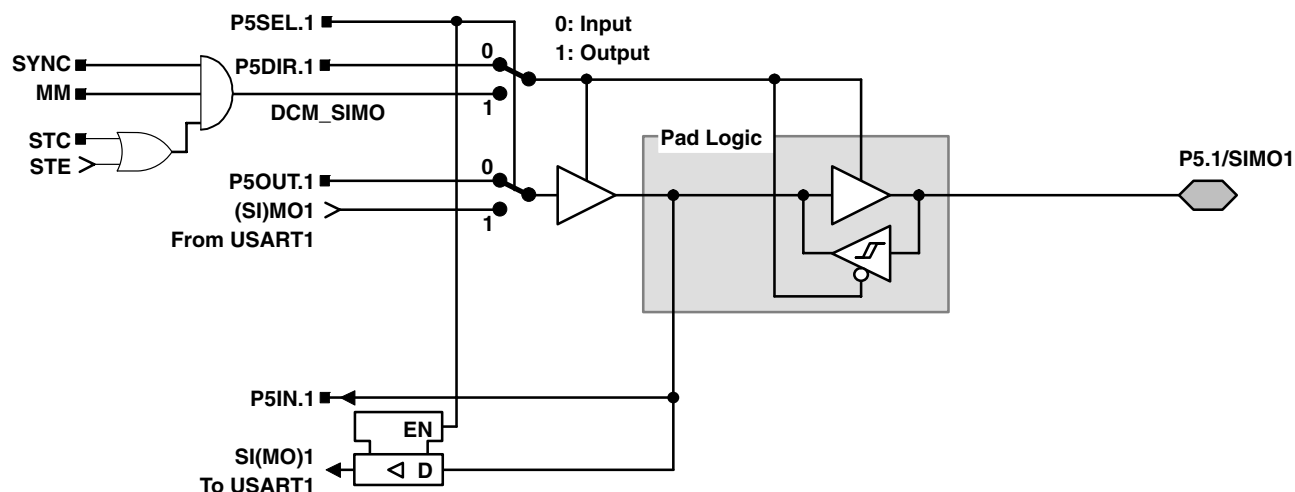 P5SEL.1
0: Input
1: Output
SYNC
P5DIR.1
0
MM
1
DCM_SIMO
STC
STE
Pad Logic
P5.1/SIMO1
P5OUT.1
0
(SI)MO1
1
From USART1
P5IN.1
EN
SI(MO)1
D
To USART1